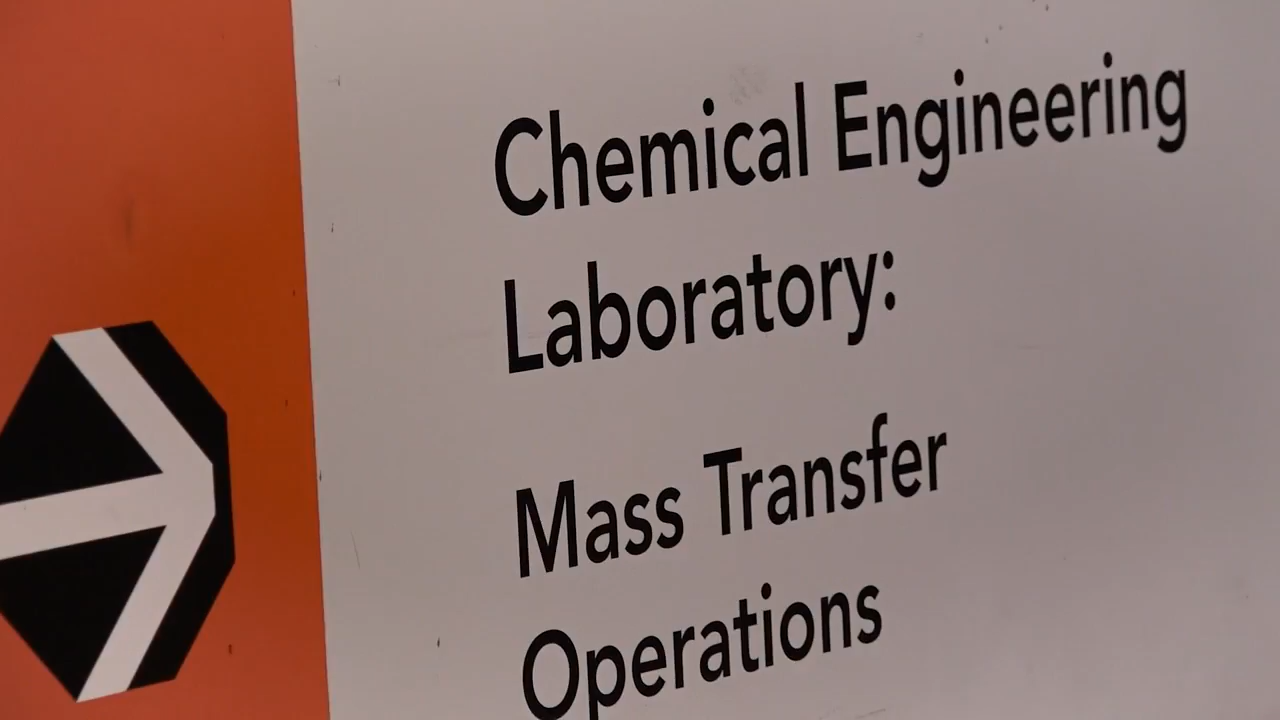 Chemical Engineering
Laboratory:
Mass Transfer
Operations